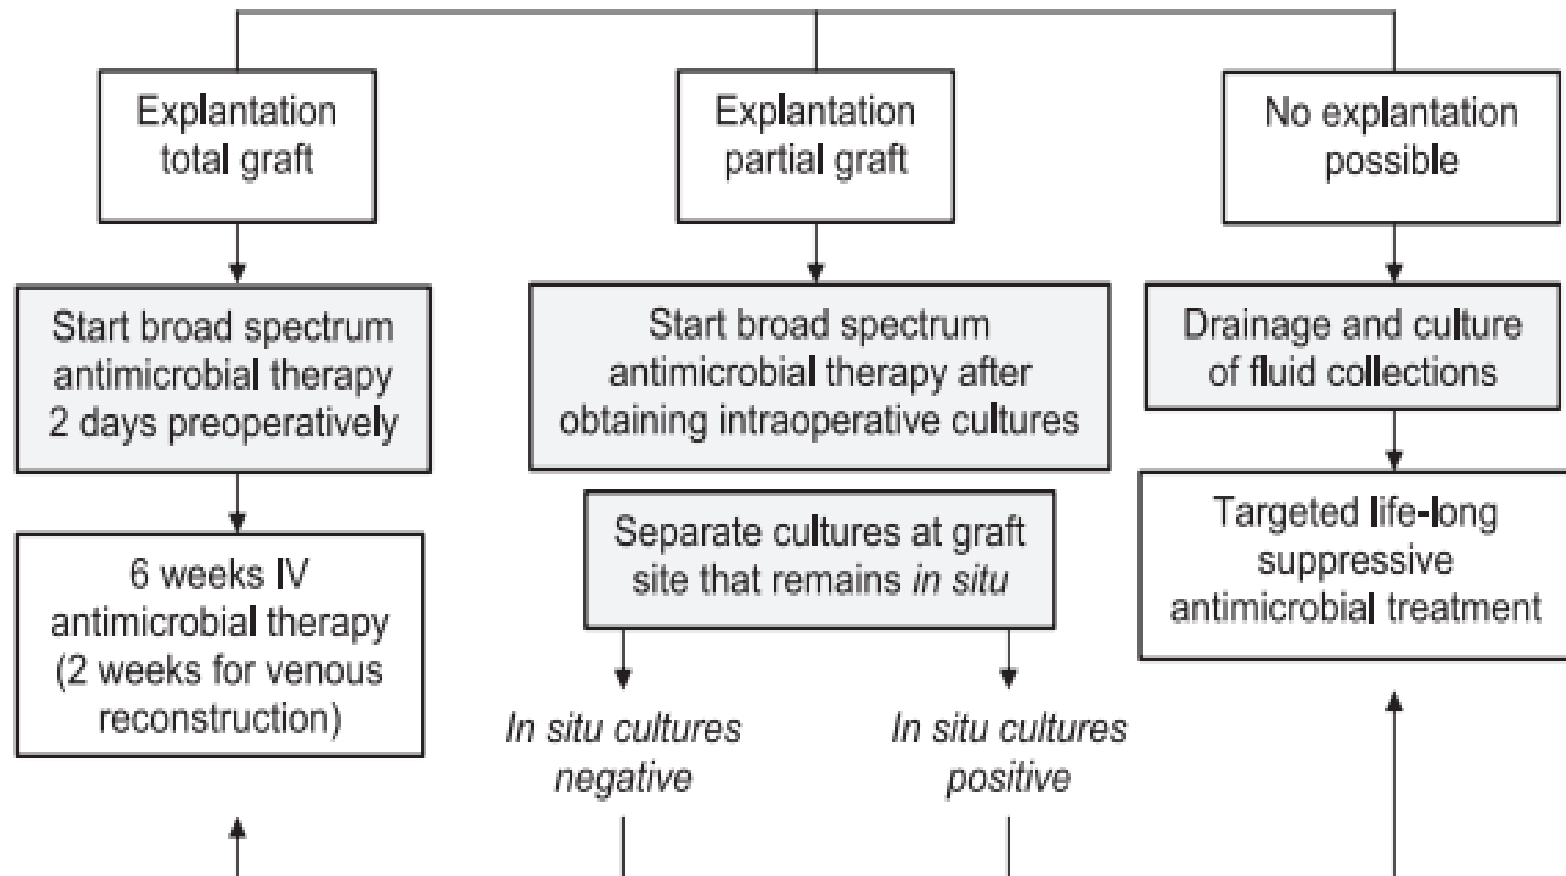 Explantation
total graft
Explantation
partial graft
No explantation
possible
Start broad spectrum
antimicrobial therapy
2 days preoperatively
Start broad spectrum
antimicrobial therapy after
obtaining intraoperative cultures
Drainage and culture
of fluid collections
6 weeks IV
antimicrobial therapy
(2 weeks for venous
reconstruction)
Separate cultures at graft
site that remains in situ
Targeted life-long
suppressive
antimicrobial treatment
In situ cultures
negative
In situ cultures
positive